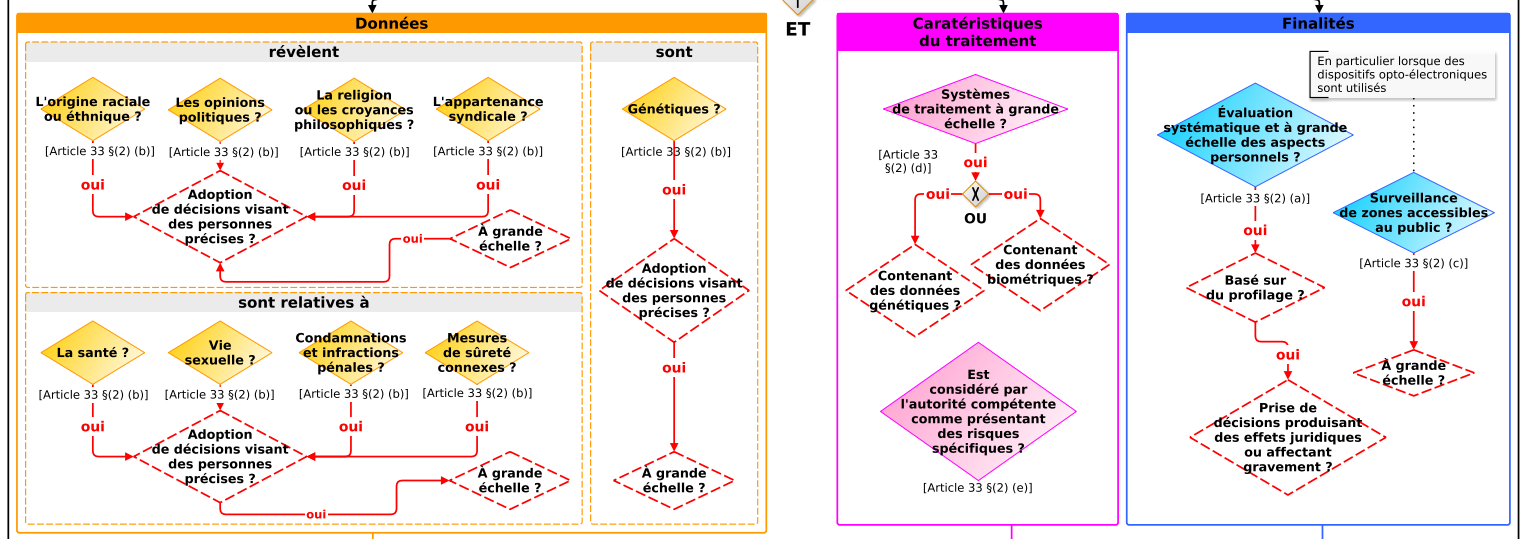 Données
révèlent
L'origine raciale
ou éthnique ?
[Article 33 §(2) (b)]
Les opinions
politiques ?
[Article 33 §(2) (b)]
La religion
ou les croyances
philosophiques ?
[Article 33 §(2) (b)]
L'appartenance
syndicale ?
[Article 33 §(2) (b)]
oui
oui
oui
Adoption
de décisions visant
des personnes
précises ?
oui
À grande
échelle ?
sont relatives à
La santé ?
[Article 33 §(2) (b)]
Vie
sexuelle ?
[Article 33 §(2) (b)]
Condamnations
et infractions
pénales ?
[Article 33 §(2) (b)]
Mesures
de sûreté
connexes ?
[Article 33 §(2) (b)]
oui
oui
oui
Adoption
de décisions visant
des personnes
précises ?
oui
À grande
échelle ?
sont
Génétiques ?
[Article 33 §(2) (b)]
oui
Adoption
de décisions visant
des personnes
précises ?
oui
À grande
échelle ?
ET
Caratéristiques
du traitement
Systèmes
de traitement à grande
échelle ?
[Article 33
§(2) (d)]
oui
oui
oui
OU
Contenant
des données
génétiques ?
Contenant
des données
biométriques ?
Est
considéré par
l'autorité compétente
comme présentant
des risques
spécifiques ?
[Article 33 §(2) (e)]
Finalités
En particulier lorsque des
dispositifs opto-électroniques
sont utilisés
Évaluation
systématique et à grande
échelle des aspects
personnels ?
[Article 33 §(2) (a)]
oui
Basé sur
du profilage ?
oui
Prise de
décisions produisant
des effets juridiques
ou affectant
gravement ?
Surveillance
de zones accessibles
au public ?
[Article 33 §(2) (c)]
oui
À grande
échelle ?